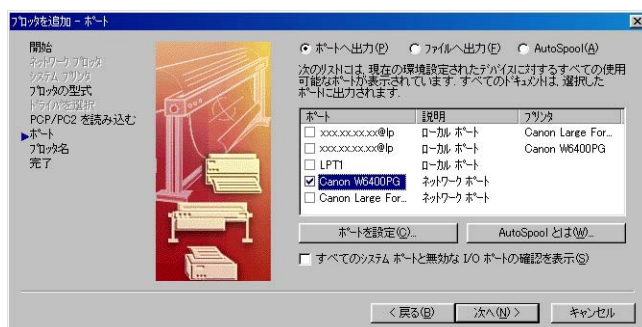 プロッタを追加 - ポート
開始
ネットワーク プロッタ
システム プリンタ
プロッタの型式
ドライバを選択
PCP/PC2 を読み込む
ポート
プロッタ名
完了
ポートへ出力(P) ファイルへ出力(F) AutoSpool(A)
次のリストには、現在の環境設定されたデバイスに対するすべての使用
可能なポートが表示されています. すべてのドキュメントは、選択した
ポートに出力されます.
ポート 説明 プリンタ
xxx.xx.xx.xx@lp ローカル ポート Canon Large For...
xxx.xx.xx.xx@lp ローカル ポート Canon W6400PG
LPT1 ローカル ポート
Canon W6400PG ネットワーク ポート
Canon Large For... ネットワーク ポート
ポートを設定(C)... AutoSpool とは(W)...
すべてのシステム ポートと無効な I/O ポートの確認を表示(S)
< 戻る(B) 次へ(N) > キャンセル